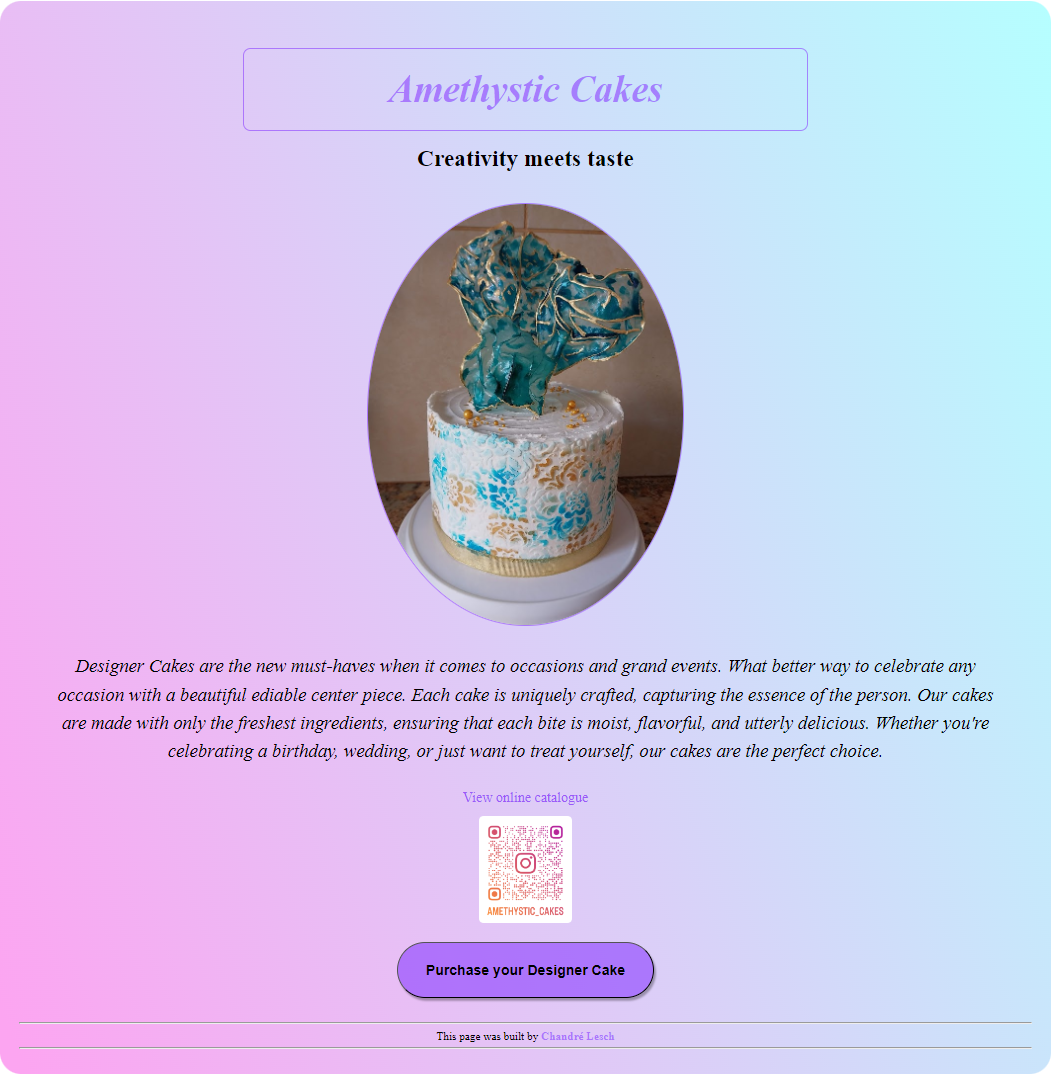 Amethystic Cakes
Creativity meets taste
Designer Cakes are the new must-haves when it comes to occasions and grand events. What better way to celebrate any
occasion with a beautiful ediable center piece. Each cake is uniquely crafted, capturing the essence of the person. Our cakes
are made with only the freshest ingredients, ensuring that each bite is moist, flavorful, and utterly delicious. Whether you're
celebrating a birthday, wedding, or just want to treat yourself, our cakes are the perfect choice.
View online catalogue
AMETHYSTIC_CAKES
Purchase your Designer Cake
This page was built by Chandré Lesch